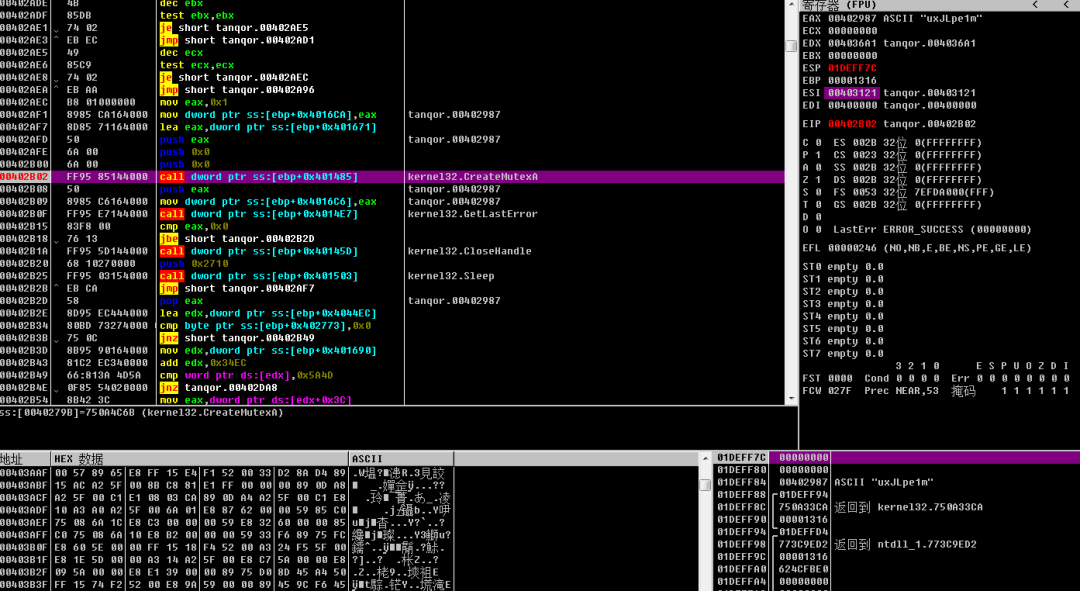 00402ADE 4B dec ebx
00402ADF 85DB test ebx,ebx
00402AE1 74 02 je short tanqor.00402AE5
00402AE3 EB EC jmp short tanqor.00402AD1
00402AE5 49 dec ecx
00402AE6 85C9 test ecx,ecx
00402AE8 74 02 je short tanqor.00402AEC
00402AEA EB AA jmp short tanqor.00402A96
00402AEC B8 01000000 mov eax,0x1
00402AF1 8985 CA164000 mov dword ptr ss:[ebp+0x4016CA],eax tanqor.00402987
00402AF7 8D85 71164000 lea eax,dword ptr ss:[ebp+0x401671]
00402AFD 50 push eax tanqor.00402987
00402AFE 6A 00 push 0x0
00402B00 6A 00 push 0x0
00402B02 FF95 85144000 call dword ptr ss:[ebp+0x401485] kernel32.CreateMutexA
00402B08 50 push eax tanqor.00402987
00402B09 8985 C6164000 mov dword ptr ss:[ebp+0x4016C6],eax tanqor.00402987
00402B0F FF95 E7144000 call dword ptr ss:[ebp+0x4014E7] kernel32.GetLastError
00402B15 83F8 00 cmp eax,0x0
00402B18 76 13 jbe short tanqor.00402B2D
00402B1A FF95 5D144000 call dword ptr ss:[ebp+0x40145D] kernel32.CloseHandle
00402B20 68 10270000 push 0x2710
00402B25 FF95 03154000 call dword ptr ss:[ebp+0x401503] kernel32.Sleep
00402B2B EB CA jmp short tanqor.00402AF7
00402B2D 58 pop eax tanqor.00402987
00402B2E 8D95 EC444000 lea edx,dword ptr ss:[ebp+0x4044EC]
00402B34 80BD 73274000 cmp byte ptr ss:[ebp+0x402773],0x0
00402B3B 75 0C jnz short tanqor.00402B49
00402B3D 8B95 90164000 mov edx,dword ptr ss:[ebp+0x401690]
00402B43 81C2 EC340000 add edx,0x34EC
00402B49 66:813A 4D5A cmp word ptr ds:[edx],0x5A4D
00402B4E 0F85 54020000 jnz tanqor.00402DA8
00402B54 8B42 3C mov eax,dword ptr ds:[edx+0x3C]
ss:[0040279B]=750A4C6B (kernel32.CreateMutexA)
寄存器 (FPU) < <
EAX 00402987 ASCII "uxJLpe1m"
ECX 00000000
EDX 004036A1 tanqor.004036A1
EBX 00000000
ESP 01DEFF7C
EBP 00001316
ESI 00403121 tanqor.00403121
EDI 00400000 tanqor.00400000
EIP 00402B02 tanqor.00402B02
C 0 ES 002B 32位 0(FFFFFFFF)
P 1 CS 0023 32位 0(FFFFFFFF)
A 0 SS 002B 32位 0(FFFFFFFF)
Z 1 DS 002B 32位 0(FFFFFFFF)
S 0 FS 0053 32位 7EFDA000(FFF)
T 0 GS 002B 32位 0(FFFFFFFF)
D 0
O 0 LastErr ERROR_SUCCESS (00000000)
EFL 00000246 (NO,NB,E,BE,NS,PE,GE,LE)
ST0 empty 0.0
ST1 empty 0.0
ST2 empty 0.0
ST3 empty 0.0
ST4 empty 0.0
ST5 empty 0.0
ST6 empty 0.0
ST7 empty 0.0
3 2 1 0 E S P U O Z D I
FST 0000 Cond 0 0 0 0 Err 0 0 0 0 0 0 0 0
FCW 027F Prec NEAR,53 掩码 1 1 1 1 1 1
地址 HEX 数据 ASCII
00403AAF 00 57 89 65 E8 FF 15 E4 F1 52 00 33 D2 8A D4 89
00403ABF 15 AC A2 5F 00 8B C8 81 E1 FF 00 00 00 89 0D A8
00403ACF A2 5F 00 C1 E1 08 03 CA 89 0D A4 A2 5F 00 C1 E8
00403ADF 10 A3 A0 A2 5F 00 6A 01 E8 87 62 00 00 59 85 C0
00403AEF 75 08 6A 1C E8 C3 00 00 00 59 E8 32 60 00 00 85
00403AFF C0 75 08 6A 10 E8 B2 00 00 00 59 33 F6 89 75 FC
00403B0F E8 60 5E 00 00 FF 15 18 F4 52 00 A3 24 F5 5F 00
00403B1F E8 1E 5D 00 00 A3 14 A2 5F 00 E8 C7 5A 00 00 E8
00403B2F 09 5A 00 00 E8 E1 39 00 00 89 75 D0 8D 45 A4 50
00403B3F FF 15 74 F2 52 00 E8 9A 59 00 00 89 45 9C F6 45
01DEFF7C 00000000
01DEFF80 00000000
01DEFF84 00402987 ASCII "uxJLpe1m"
01DEFF88 01DEFF94
01DEFF8C 750A33CA 返回到 kernel32.750A33CA
01DEFF90 00001316
01DEFF94 01DEFFD4
01DEFF98 773C9ED2 返回到 ntdll_1.773C9ED2
01DEFF9C 00001316
01DEFFA0 624CFBE0
01DEFFA4 00000000